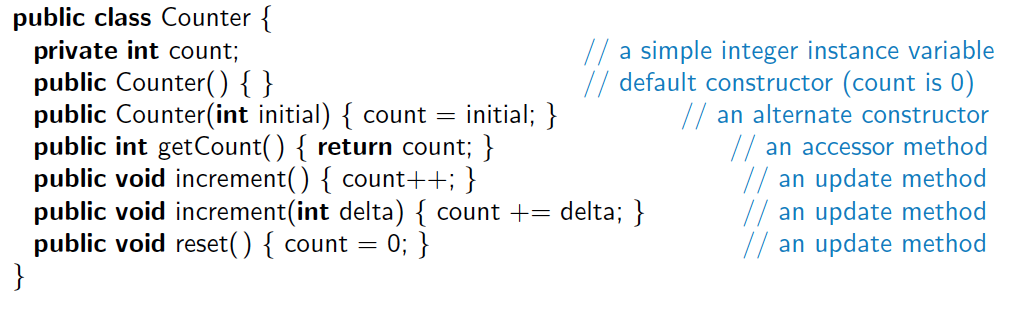 public class Counter {
private int count; // a simple integer instance variable
public Counter() { } // default constructor (count is 0)
public Counter(int initial) { count = initial; } // an alternate constructor
public int getCount() { return count; } // an accessor method
public void increment() { count++; } // an update method
public void increment(int delta) { count += delta; } // an update method
public void reset() { count = 0; } // an update method
}